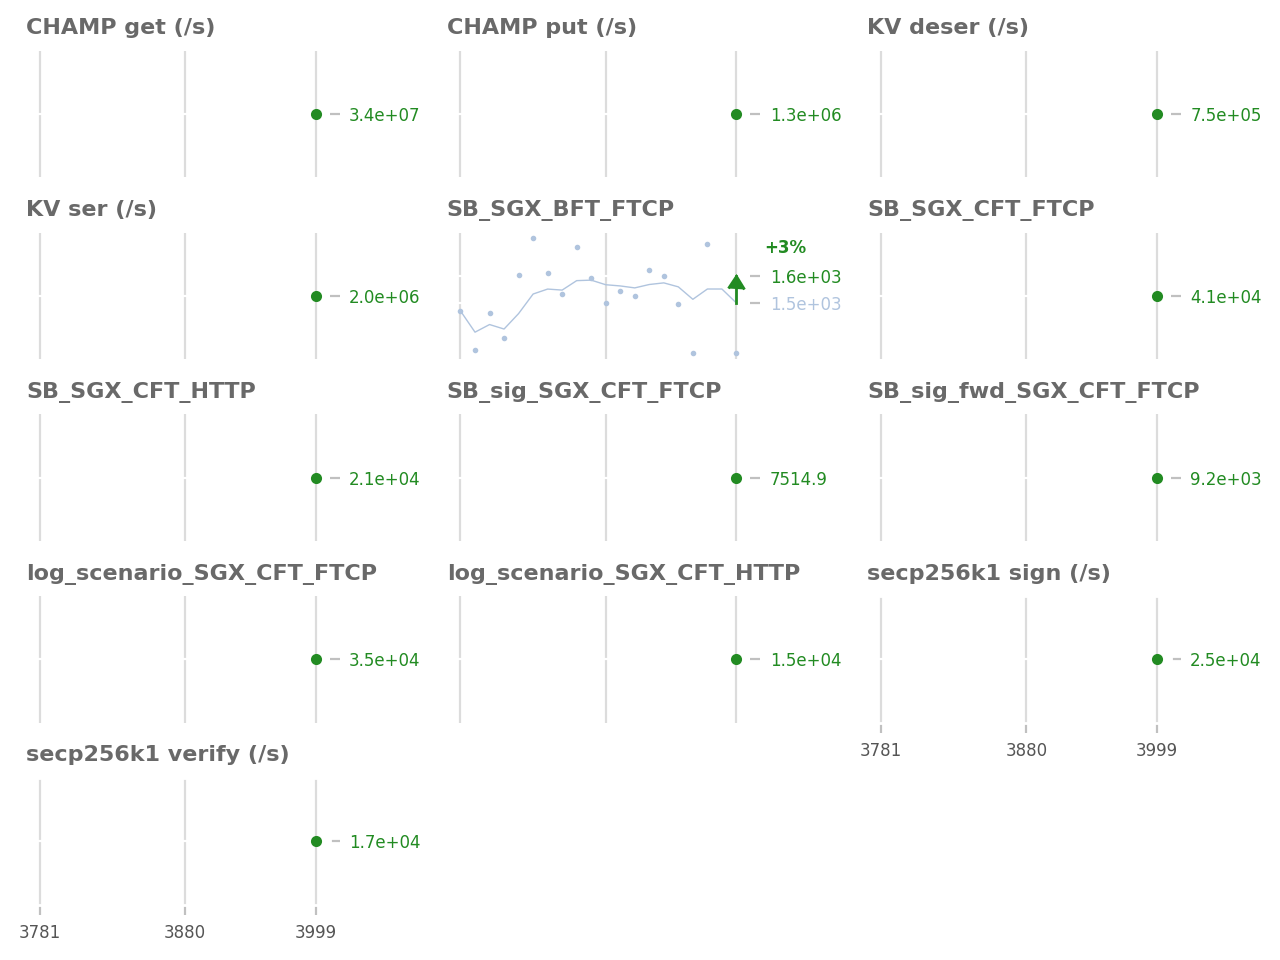 CHAMP get (/s)
CHAMP put (/s)
KV deser (/s)
3.4e+07
1.3e+06
7.5e+05
KV ser (/s)
SB_SGX_BFT_FTCP
SB_SGX_CFT_FTCP
+3%
1.6e+03
1.5e+03
2.0e+06
4.1e+04
SB_SGX_CFT_HTTP
SB_sig_SGX_CFT_FTCP
SB_sig_fwd_SGX_CFT_FTCP
2.1e+04
7514.9
9.2e+03
log_scenario_SGX_CFT_FTCP
log_scenario_SGX_CFT_HTTP
secp256k1 sign (/s)
3.5e+04
1.5e+04
2.5e+04
3781
3880
3999
secp256k1 verify (/s)
1.7e+04
3781
3880
3999